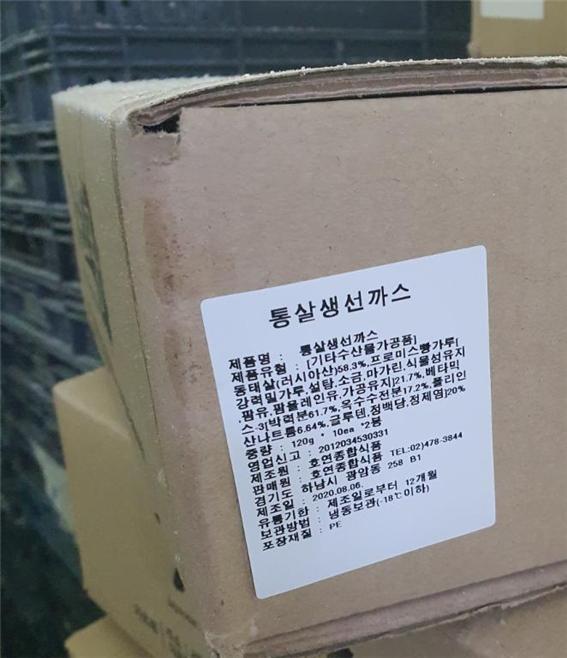 통살생선까스
제품명 : 통살생선까스
제품유형 : [기타수산물가공품]
동태살(러시아산)58.3%,프로미스빵가루[
강력밀가루,설탕,소금,마가린,식물성유지
,팜유,팜올레인유,가공유지]21.7%,베타믹
스-3[박력분61.7%,옥수수전분17.2%,폴리인
산나트륨6.64%,글루텐,정백당,정제염]20%
중량 : 120g * 10ea *2봉
영업신고 : 2012034530331
제조원 : 호연종합식품
판매원 : 호연종합식품 TEL:02)478-3844
경기도 하남시 광암동 258 B1
제조일 : 2020.08.06.
유통기한 : 제조일로부터 12개월
보관방법 : 냉동보관(-18℃이하)
포장재질 : PE